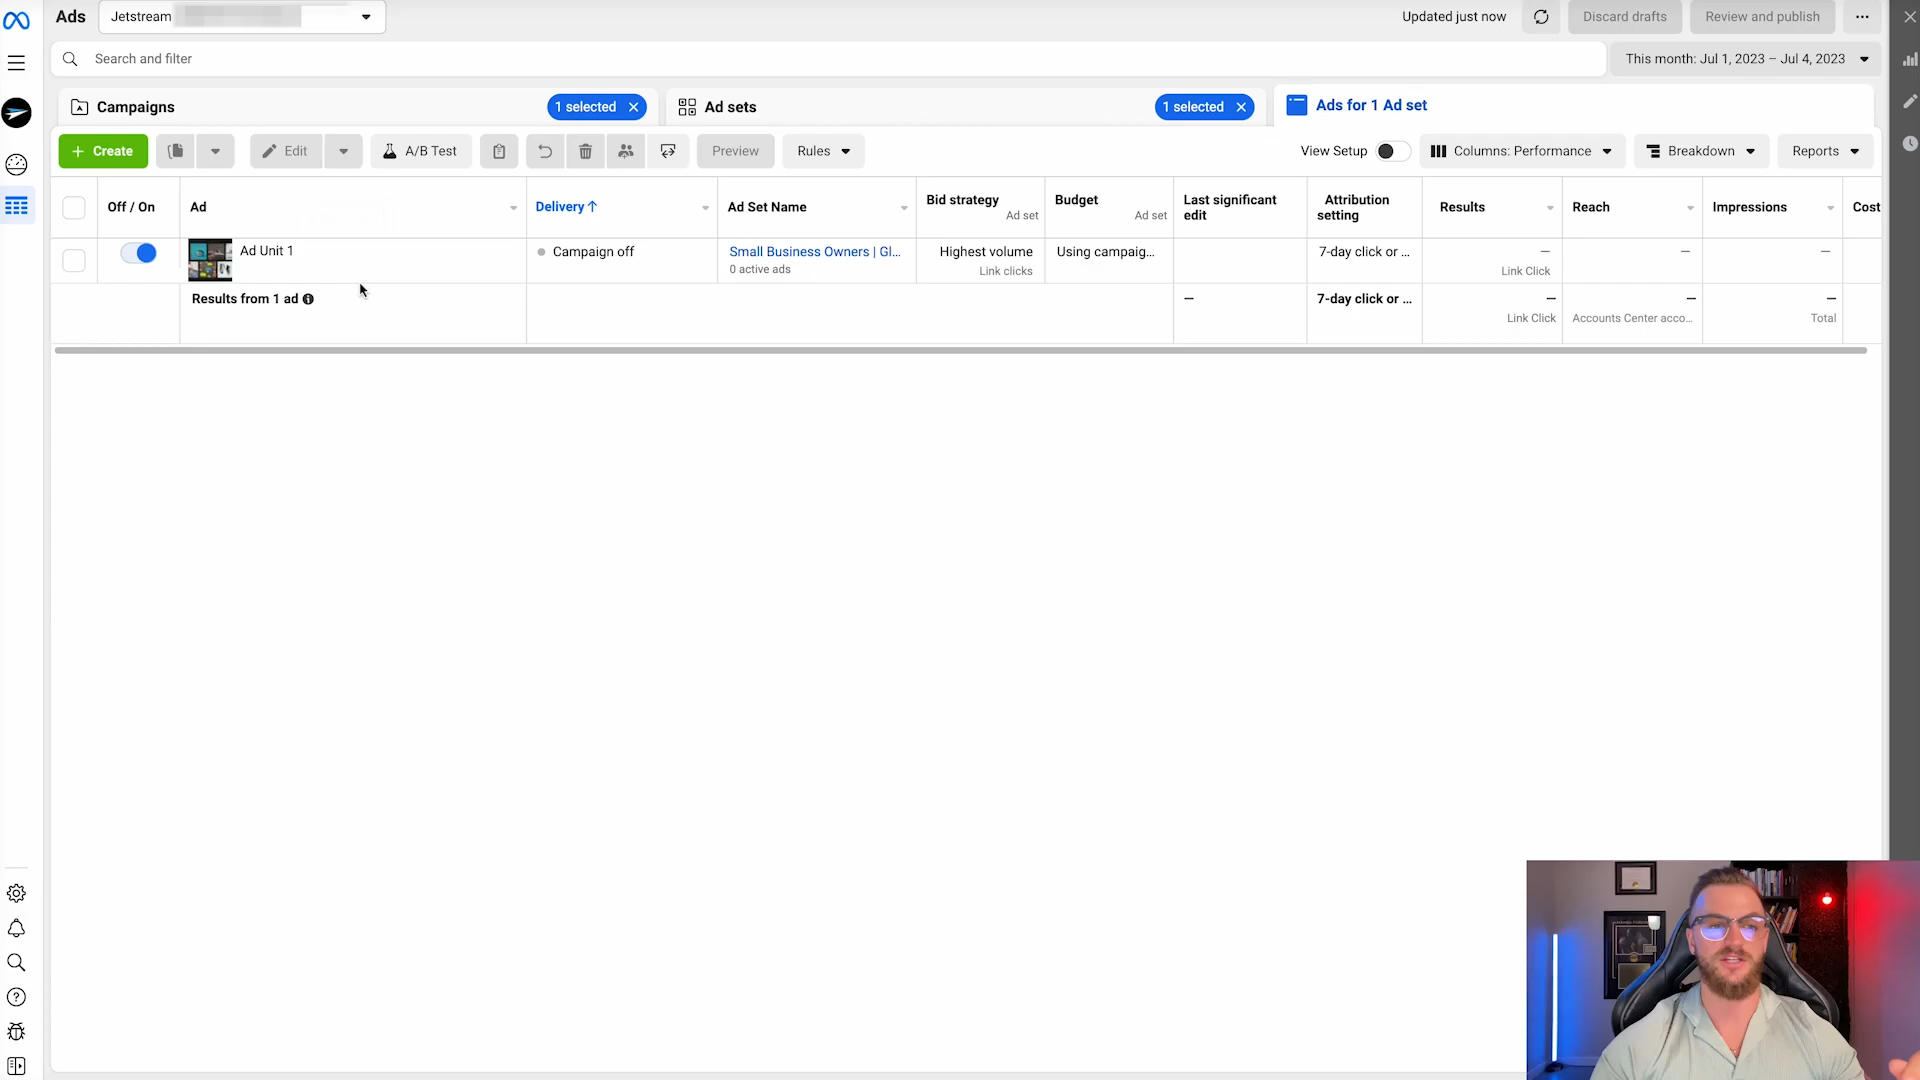 Ads
Jetstream
Updated just now
Discard drafts
Review and publish
Search and filter
This month: Jul 1, 2023 – Jul 4, 2023
Campaigns
1 selected
Ad sets
1 selected
Ads for 1 Ad set
Create
Edit
A/B Test
Preview
Rules
View Setup
Columns: Performance
Breakdown
Reports
Off / On
Ad
Delivery ↑
Ad Set Name
Bid strategy
Ad set
Budget
Ad set
Last significant
edit
Attribution
setting
Results
Reach
Impressions
Cost
Ad Unit 1
Campaign off
Small Business Owners | Gl...
0 active ads
Highest volume
Link clicks
Using campaig...
7-day click or ...
—
Link Click
—
—
Results from 1 ad
—
7-day click or ...
—
Link Click
—
Accounts Center acco...
—
Total